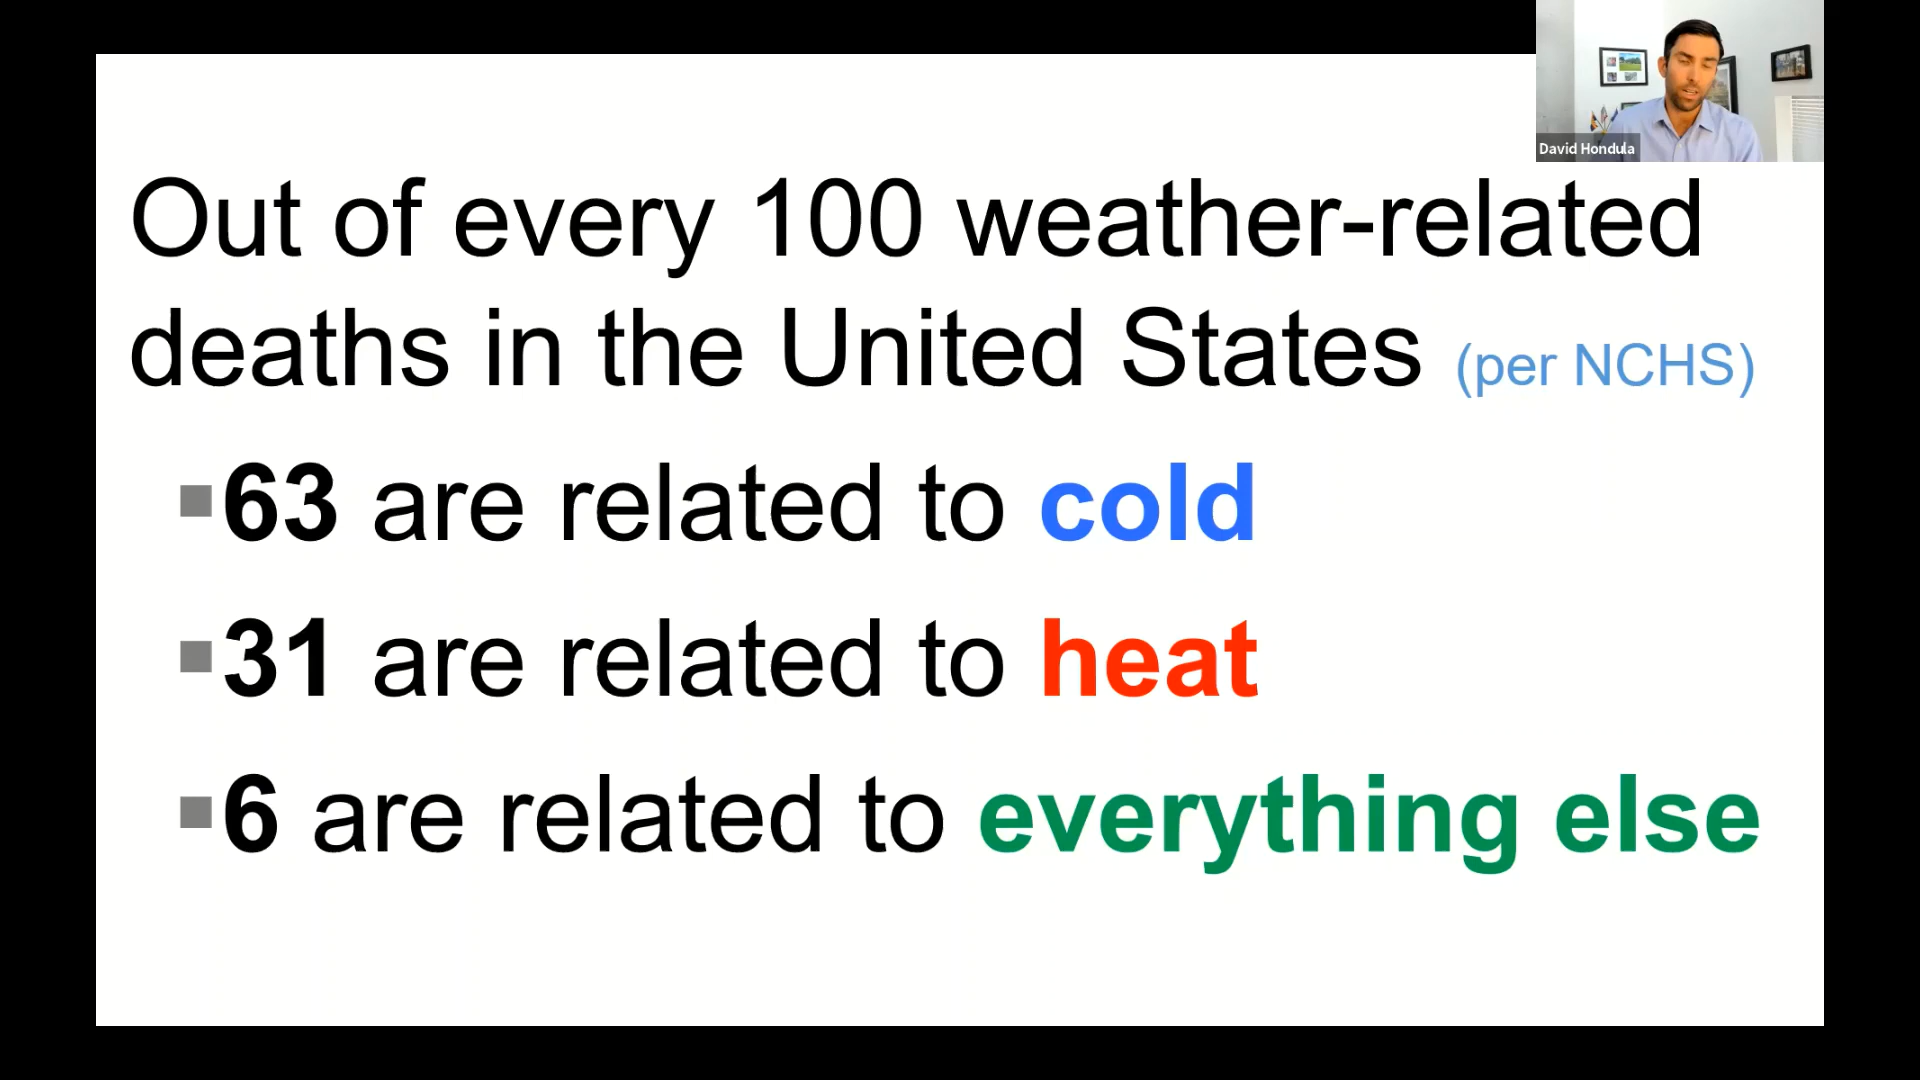 David Hondula
Out of every 100 weather-related
deaths in the United States (per NCHS)
63 are related to cold
31 are related to heat
6 are related to everything else